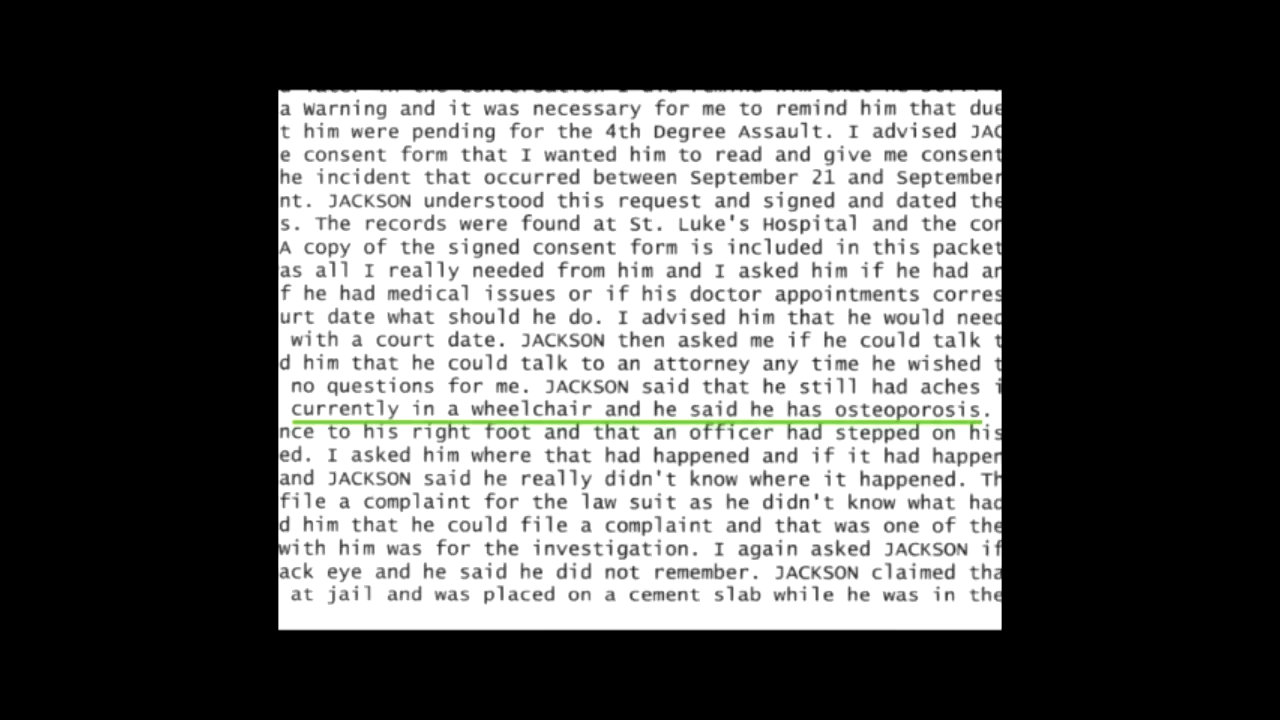 a Warning and it was necessary for me to remind him that due
t him were pending for the 4th Degree Assault. I advised JAC
e consent form that I wanted him to read and give me consent
he incident that occurred between September 21 and September
nt. JACKSON understood this request and signed and dated the
s. The records were found at St. Luke's Hospital and the cor
A copy of the signed consent form is included in this packet
as all I really needed from him and I asked him if he had an
f he had medical issues or if his doctor appointments corres
urt date what should he do. I advised him that he would need
with a court date. JACKSON then asked me if he could talk t
d him that he could talk to an attorney any time he wished t
no questions for me. JACKSON said that he still had aches i
currently in a wheelchair and he said he has osteoporosis.
nce to his right foot and that an officer had stepped on his
ed. I asked him where that had happened and if it had happen
and JACKSON said he really didn't know where it happened. Th
file a complaint for the law suit as he didn't know what had
d him that he could file a complaint and that was one of the
with him was for the investigation. I again asked JACKSON if
ack eye and he said he did not remember. JACKSON claimed tha
at jail and was placed on a cement slab while he was in the